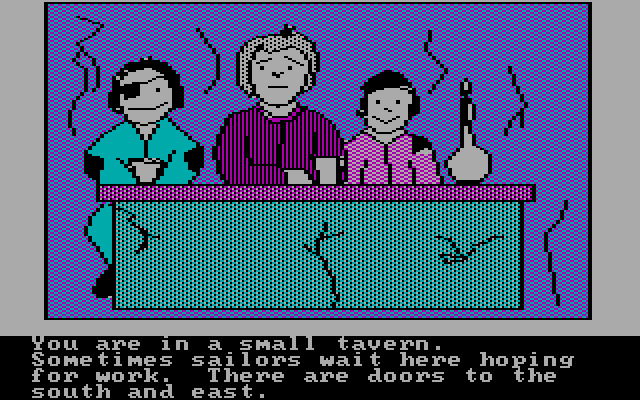 You are in a small tavern.
Sometimes sailors wait here hoping
for work.  There are doors to the
south and east.